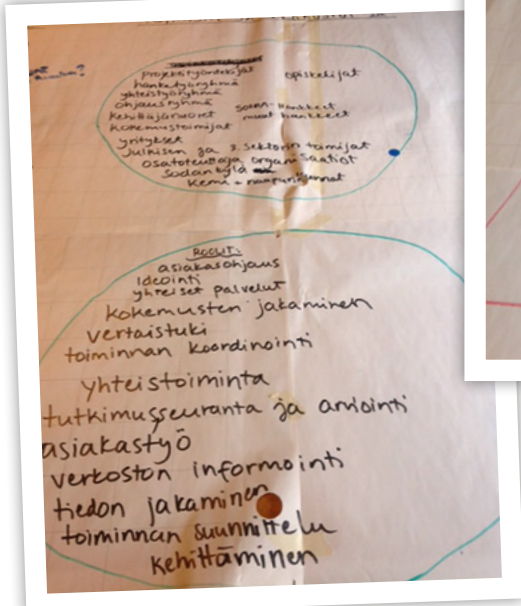 projektityöntekijät
opiskelijat
hanketyöryhmä
yhteistyöryhmä
ohjausryhmä
SOKRA-hankkeet
kehittäjänuoret
muut hankkeet
kokemustoimijat
yritykset
julkisen ja 3. sektorin toimijat
osatoteuttaja organisaatiot
Sodankylä
Kemi + naapurikunnat
ROOLIT:
asiakasohjaus
Ideointi
yhteiset palvelut
kokemusten jakaminen
vertaistuki
toiminnan koordinointi
yhteistoiminta
tutkimusseuranta ja arviointi
asiakastyö
verkoston informointi
tiedon jakaminen
toiminnan suunnittelu
kehittäminen